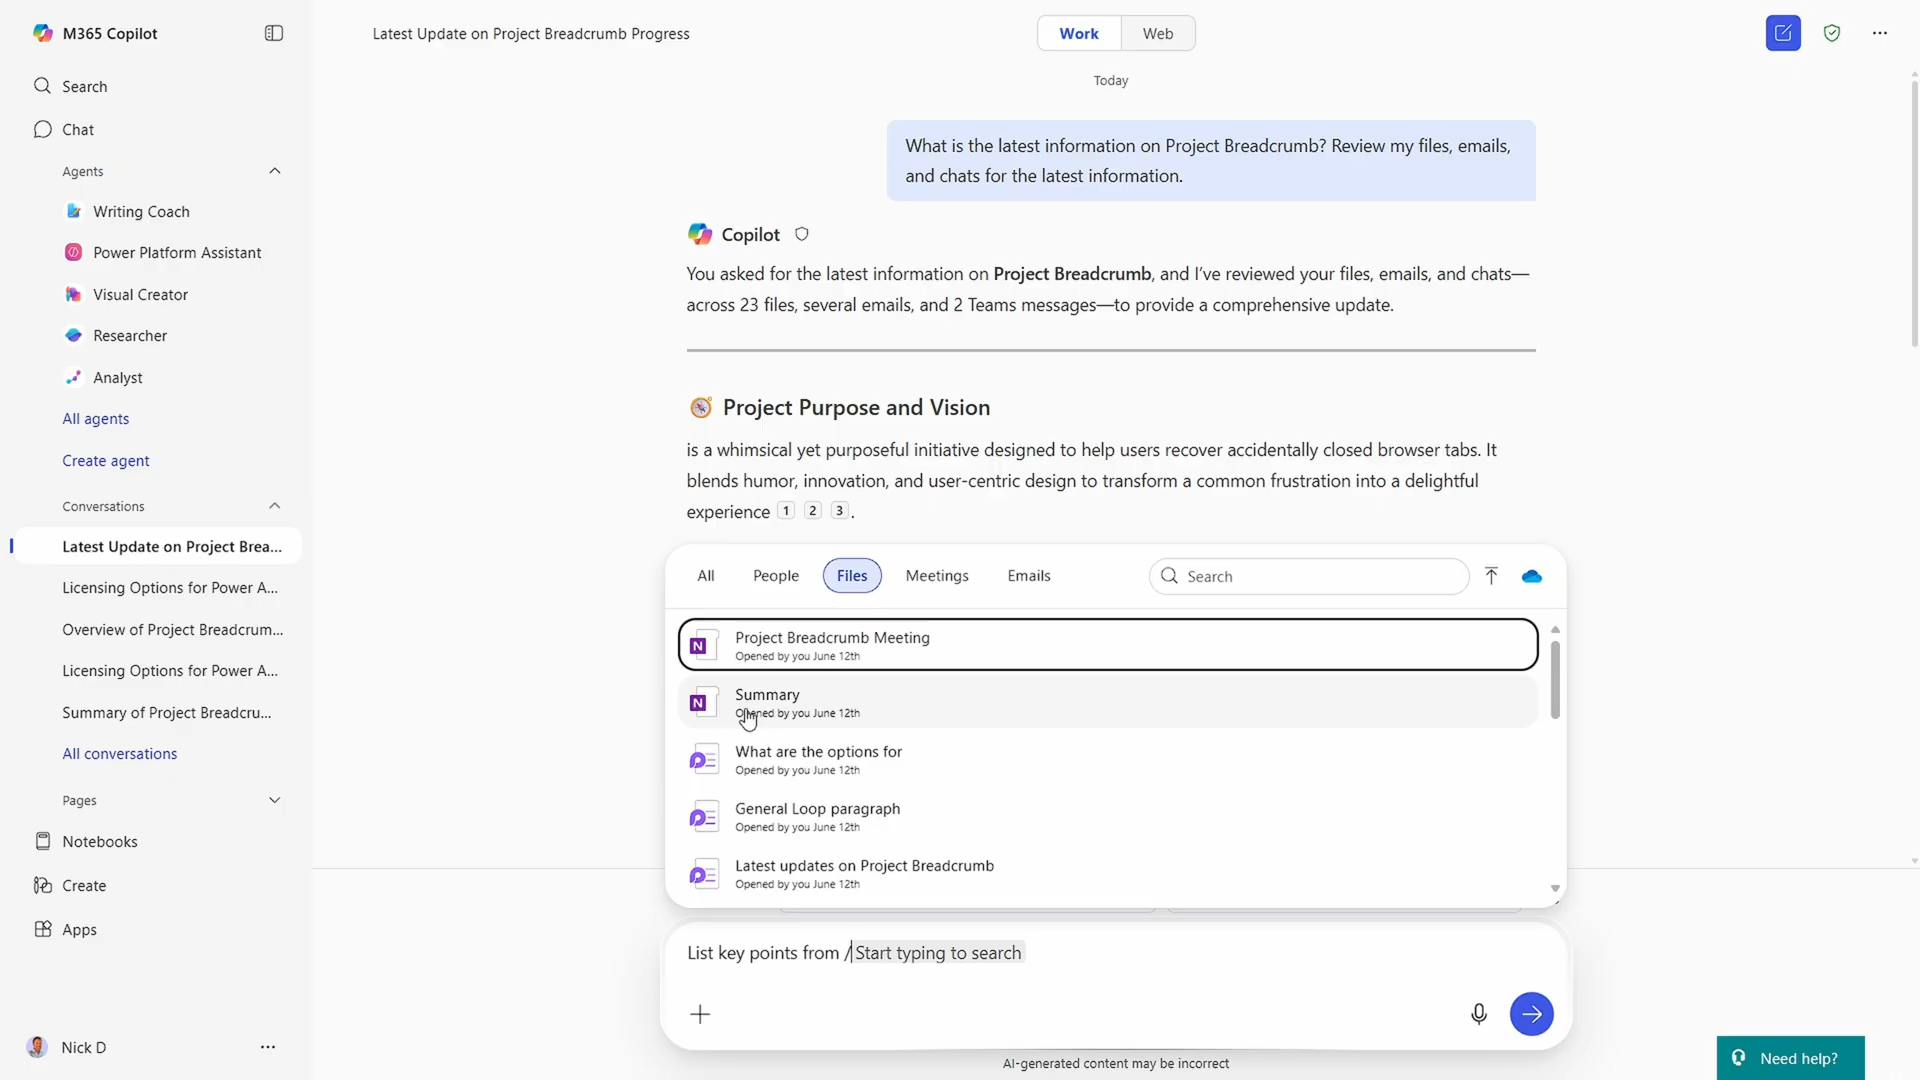 M365 Copilot
Search
Chat
Agents
Writing Coach
Power Platform Assistant
Visual Creator
Researcher
Analyst
All agents
Create agent
Conversations
Latest Update on Project Brea...
Licensing Options for Power A...
Overview of Project Breadcrum...
Licensing Options for Power A...
Summary of Project Breadcru...
All conversations
Pages
Notebooks
Create
Apps
Nick D
Latest Update on Project Breadcrumb Progress
Work
Web
Today
What is the latest information on Project Breadcrumb? Review my files, emails,
and chats for the latest information.
Copilot
You asked for the latest information on Project Breadcrumb, and I've reviewed your files, emails, and chats—
across 23 files, several emails, and 2 Teams messages—to provide a comprehensive update.
Project Purpose and Vision
is a whimsical yet purposeful initiative designed to help users recover accidentally closed browser tabs. It
blends humor, innovation, and user-centric design to transform a common frustration into a delightful
experience 1 2 3 .
All
People
Files
Meetings
Emails
Search
Project Breadcrumb Meeting
Opened by you June 12th
Summary
Opened by you June 12th
What are the options for
Opened by you June 12th
General Loop paragraph
Opened by you June 12th
Latest updates on Project Breadcrumb
Opened by you June 12th
List key points from /Start typing to search
AI-generated content may be incorrect
Need help?